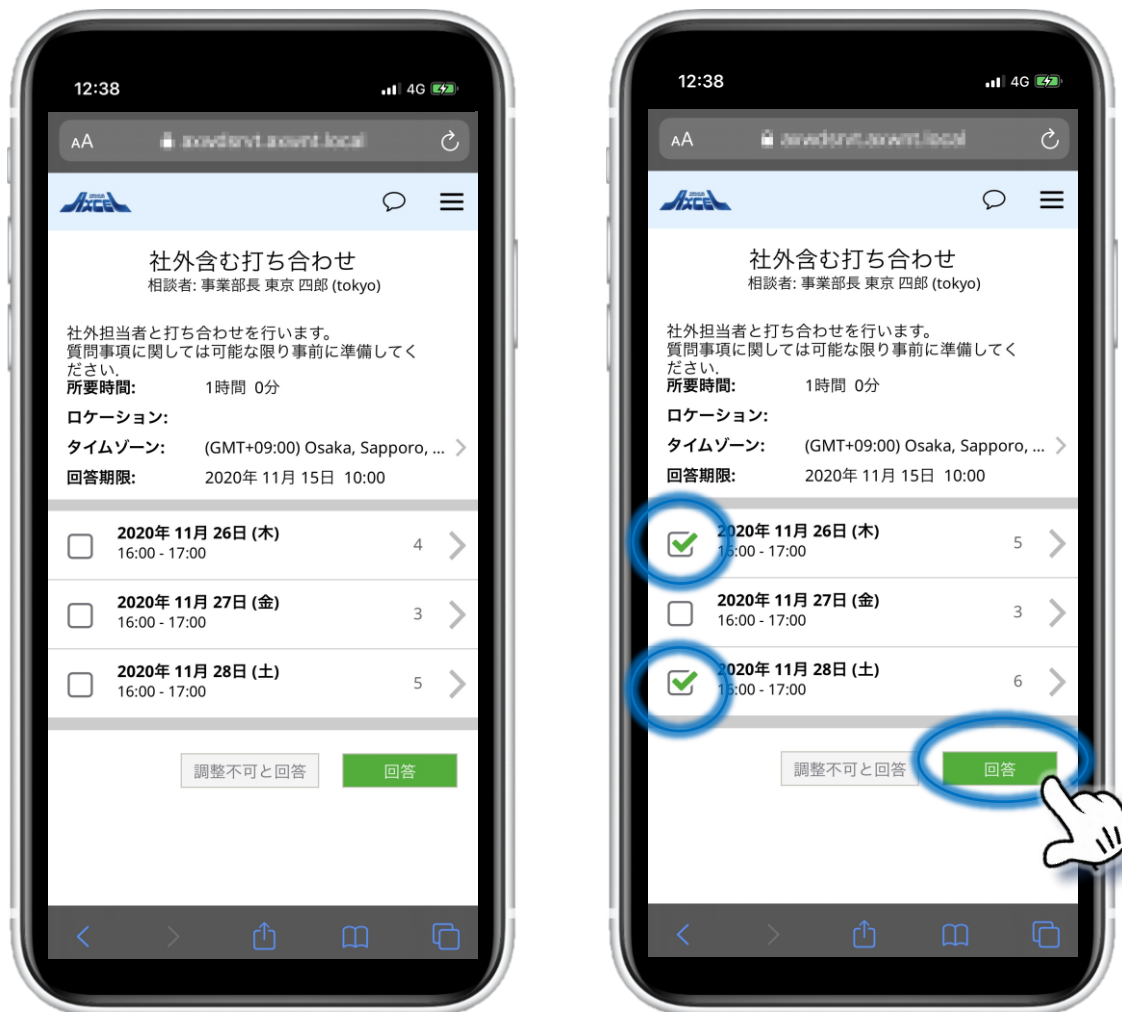 12:38
4G
AA
AXCEL
社外含む打ち合わせ
相談者: 事業部長 東京 四郎 (tokyo)
社外担当者と打ち合わせを行います。
質問事項に関しては可能な限り事前に準備してく
ださい.
所要時間: 1時間 0分
ロケーション:
タイムゾーン: (GMT+09:00) Osaka, Sapporo, ...
回答期限: 2020年 11月 15日 10:00
2020年 11月 26日 (木)
16:00 - 17:00
4
2020年 11月 27日 (金)
16:00 - 17:00
3
2020年 11月 28日 (土)
16:00 - 17:00
5
調整不可と回答
回答
12:38
4G
AA
AXCEL
社外含む打ち合わせ
相談者: 事業部長 東京 四郎 (tokyo)
社外担当者と打ち合わせを行います。
質問事項に関しては可能な限り事前に準備してく
ださい.
所要時間: 1時間 0分
ロケーション:
タイムゾーン: (GMT+09:00) Osaka, Sapporo, ...
回答期限: 2020年 11月 15日 10:00
2020年 11月 26日 (木)
16:00 - 17:00
5
2020年 11月 27日 (金)
16:00 - 17:00
3
2020年 11月 28日 (土)
16:00 - 17:00
6
調整不可と回答
回答